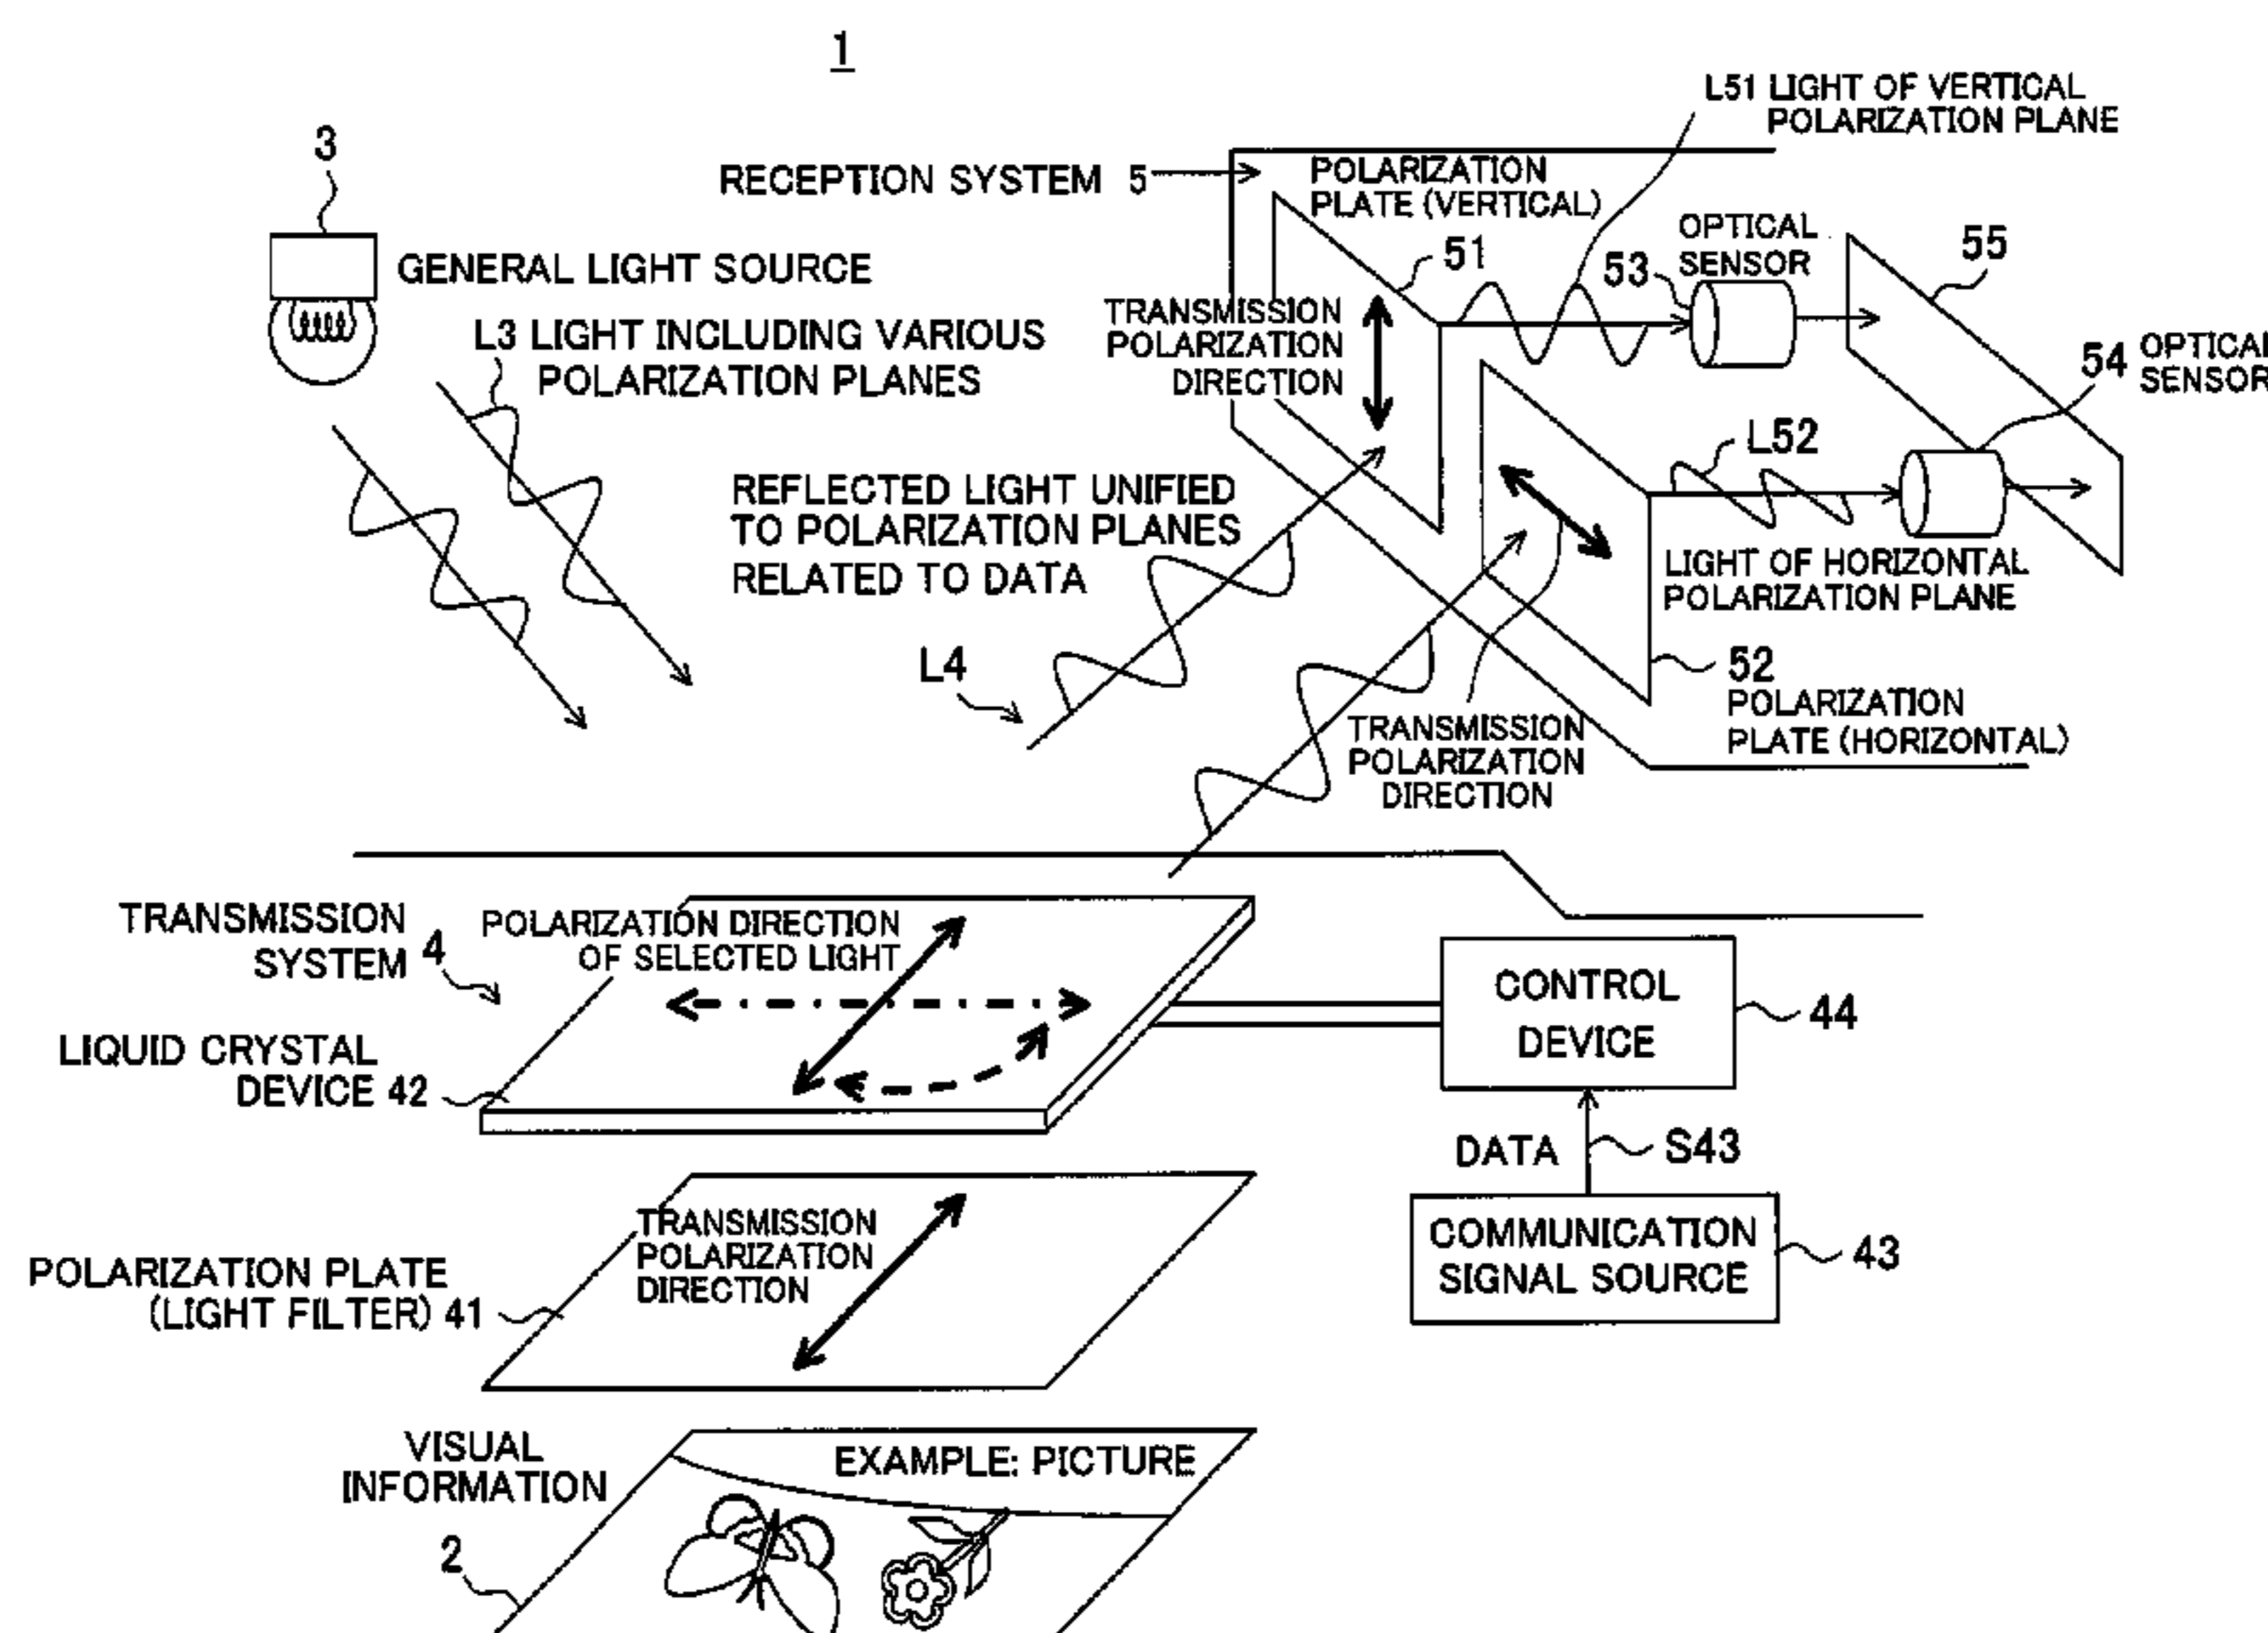 1
3
GENERAL LIGHT SOURCE
L3 LIGHT INCLUDING VARIOUS
POLARIZATION PLANES
RECEPTION SYSTEM 5
POLARIZATION
PLATE (VERTICAL)
51
L51 LIGHT OF VERTICAL
POLARIZATION PLANE
OPTICAL
SENSOR
53
55
TRANSMISSION
POLARIZATION
DIRECTION
54 OPTICAL
SENSOR
L52
LIGHT OF HORIZONTAL
POLARIZATION PLANE
REFLECTED LIGHT UNIFIED
TO POLARIZATION PLANES
RELATED TO DATA
L4
52
POLARIZATION
PLATE (HORIZONTAL)
TRANSMISSION
POLARIZATION
DIRECTION
TRANSMISSION
SYSTEM 4
POLARIZATION DIRECTION
OF SELECTED LIGHT
LIQUID CRYSTAL
DEVICE 42
CONTROL
DEVICE
44
DATA
S43
COMMUNICATION
SIGNAL SOURCE
43
TRANSMISSION
POLARIZATION
DIRECTION
POLARIZATION PLATE
(LIGHT FILTER) 41
VISUAL
INFORMATION
2
EXAMPLE: PICTURE